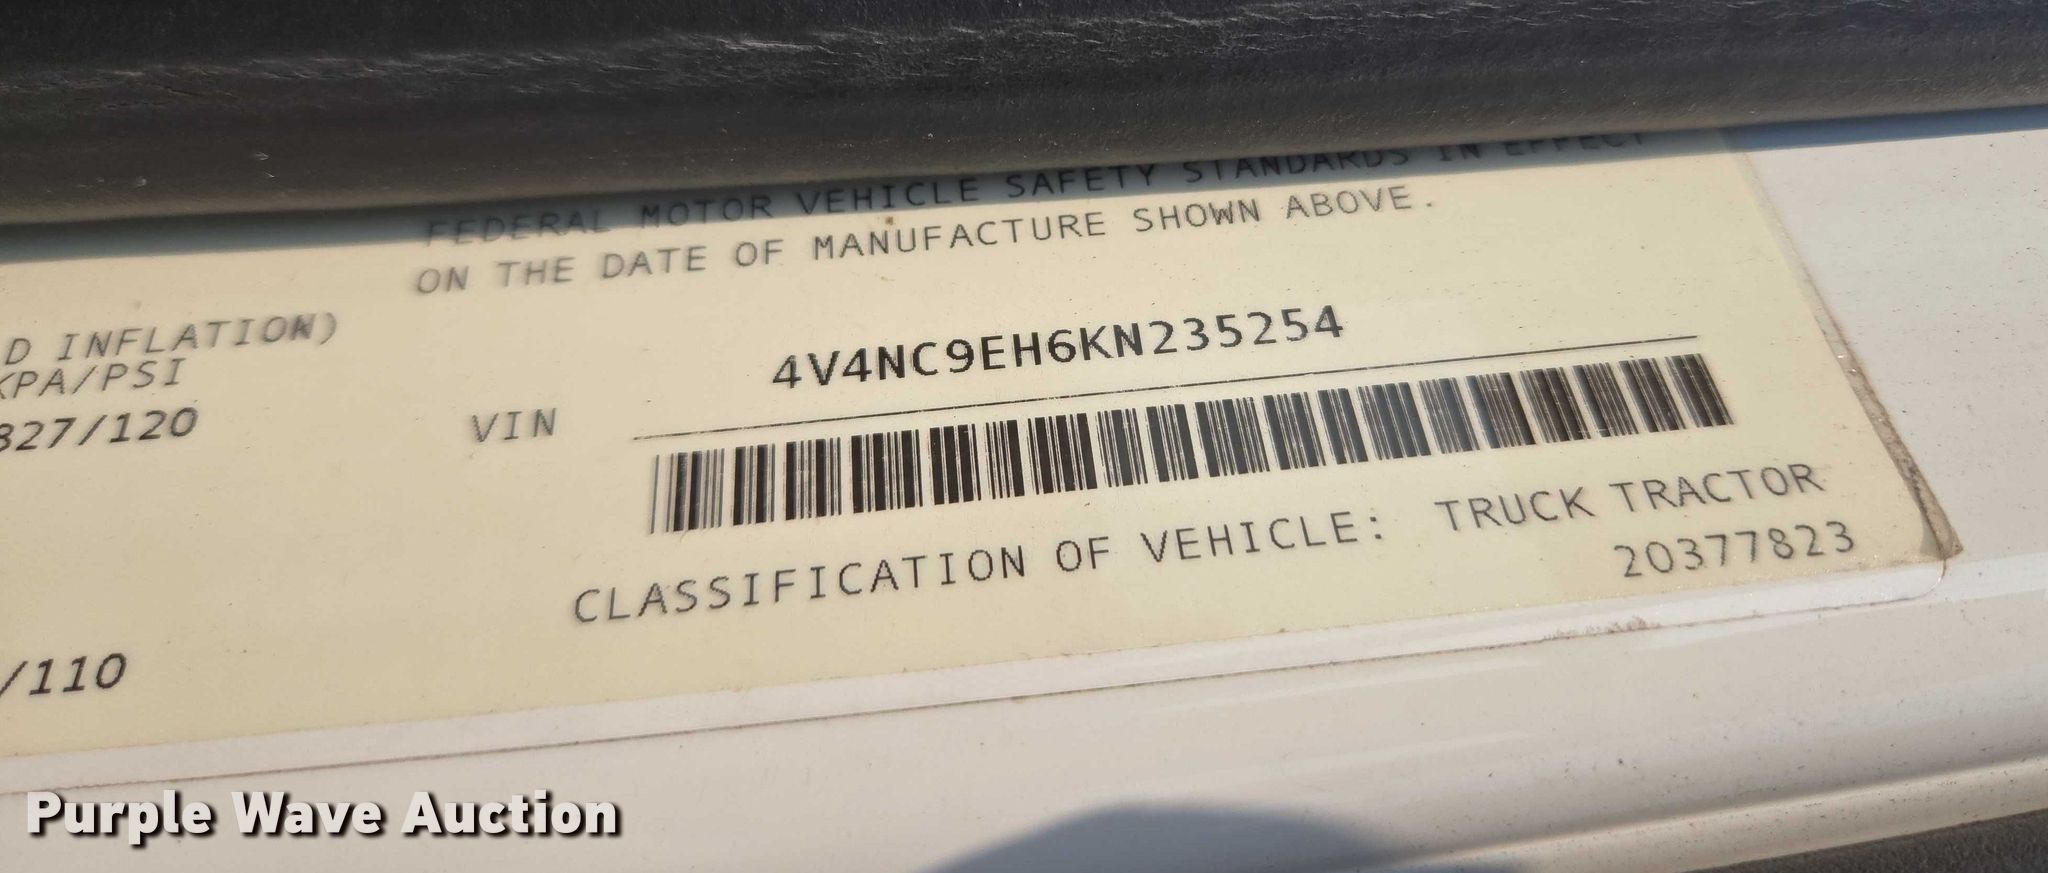 FEDERAL MOTOR VEHICLE SAFETY STANDARDS IN EFFECT
ON THE DATE OF MANUFACTURE SHOWN ABOVE.
D INFLATION)
KPA/PSI
827/120
/110
4V4NC9EH6KN235254
VIN
CLASSIFICATION OF VEHICLE: TRUCK TRACTOR
20377823
Purple Wave Auction